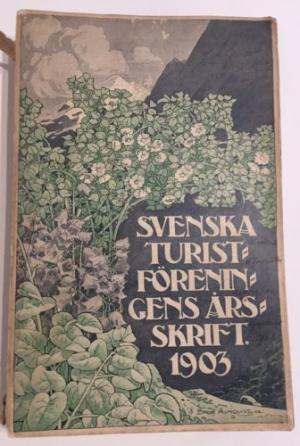 SVENSKA
TURIST=
FÖRENIN=
GENS ÅRS=
SKRIFT.
1903